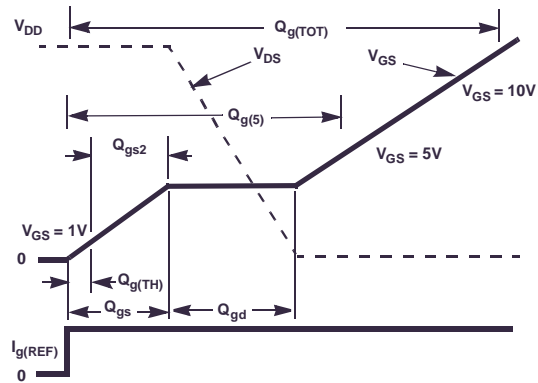 V_DD
Q_g(TOT)
V_DS
V_GS
V_GS = 10V
Q_g(5)
Q_gs2
V_GS = 5V
V_GS = 1V
0
Q_g(TH)
Q_gs
Q_gd
I_g(REF)
0